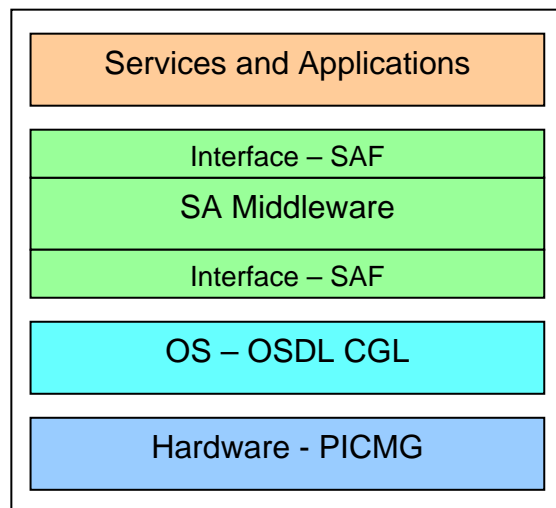 Services and Applications
Interface – SAF
SA Middleware
Interface – SAF
OS – OSDL CGL
Hardware - PICMG